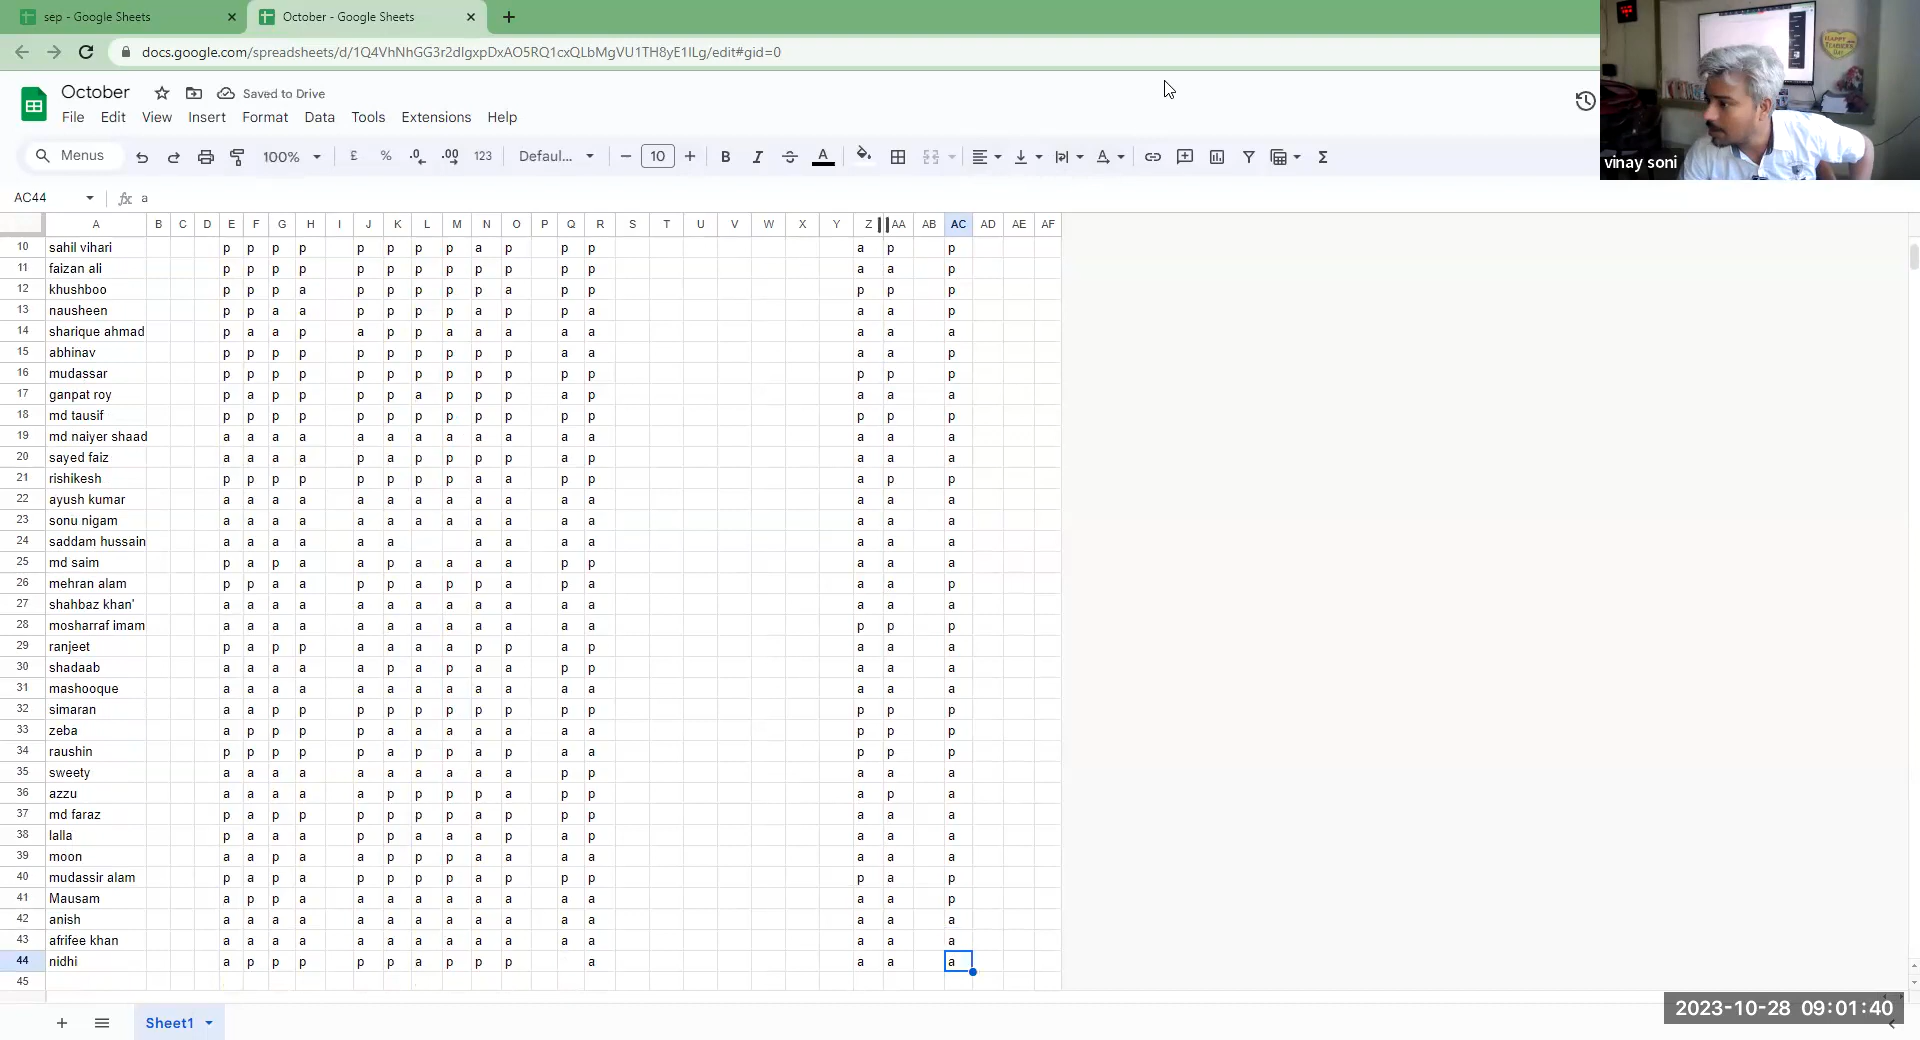 sep - Google Sheets October - Google Sheets
docs.google.com/spreadsheets/d/1Q4VhNhGG3r2dIgxpDxAO5RQ1cxQLbMgVU1TH8yE1ILg/edit#gid=0
October Saved to Drive
File Edit View Insert Format Data Tools Extensions Help
Menus 100% £ % .0 .00 123 Defaul... 10 B I A Σ
AC44 fx a
A B C D E F G H I J K L M N O P Q R S T U V W X Y Z AA AB AC AD AE AF
10 sahil vihari p p p p p p p p a p p p a p p
11 faizan ali p p p p p p p p p p p p a a p
12 khushboo p p p a p p p p p a p p p p p
13 nausheen p p a a p p p p a p p a a a p
14 sharique ahmad p a a p a p p a a a a a a a a
15 abhinav p p p p p p p p p p a a a a p
16 mudassar p p p p p p p p p p p p p p p
17 ganpat roy p a p p p p a p p p a p a a a
18 md tausif p p p p p p p p p p p p p p p
19 md naiyer shaad a a a a a a a a a a a a a a a
20 sayed faiz a a a a p a p p p a a p a a a
21 rishikesh p p p p p p p p a a p p a p p
22 ayush kumar a a a a a a a a a a a a a a a
23 sonu nigam a a a a a a a a a a a a a a a
24 saddam hussain a a a a a a a a a a a a a
25 md saim p a p a a p a a a a p p a a a
26 mehran alam p p a a a p a p p a a a a a p
27 shahbaz khan' a a a a a a a a a a a a a a a
28 mosharraf imam a a a a a a a a a a a a p p p
29 ranjeet p a p p a a a a p p a p a a a
30 shadaab a a a a a p a p a a p p a a a
31 mashooque a a a a a a a a a a a a a a a
32 simaran a a p p p p p p p p p p p p p
33 zeba a p p p p a a a a a a a p p p
34 raushin p p p p p a p p a p a a p p p
35 sweety a a a a a a a a a a p p a a a
36 azzu a a a a a p p p p a p p a p a
37 md faraz p a p p p p p p a p p p a a a
38 lalla p a a a p p a a a p a p a a a
39 moon a a p a a p p p a a a a a a a
40 mudassir alam p a p a p p p p a p p p p a p
41 Mausam a p p a a a a a a a a a a a p
42 anish a a a a a a a a a a a a a a a
43 afrifee khan a a a a a a a a a a a a a a a
44 nidhi a p p p p p a p p p a a a a
45
Sheet1
vinay soni
2023-10-28 09:01:40